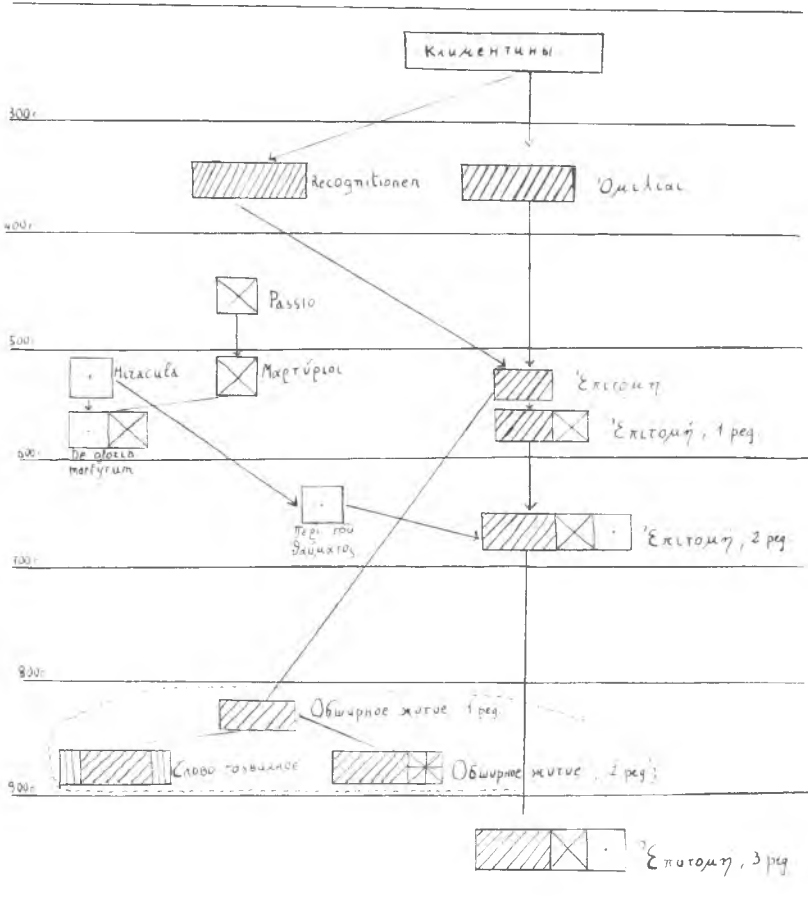 Климентины
300г.
Recognitionen
Ὁμιλίαι
400г.
Passio
500г.
Miracula
Μαρτύριοι
Ἐπιτομή
Ἐπιτομή, 1 ред.
De gloria
martyrum
600г.
Περὶ τοῦ
θαύματος
Ἐπιτομή, 2 ред.
700г.
800г.
Обширное житие 1 ред.
Слово похвальное
Обширное житие, 2 ред.
900г.
Ἐπιτομή, 3 ред.